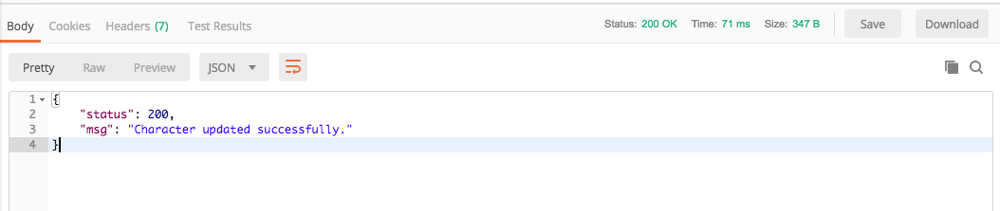 Body Cookies Headers (7) Test Results Status: 200 OK Time: 71 ms Size: 347 B Save Download
Pretty Raw Preview JSON
1 {
2 "status": 200,
3 "msg": "Character updated successfully."
4 }